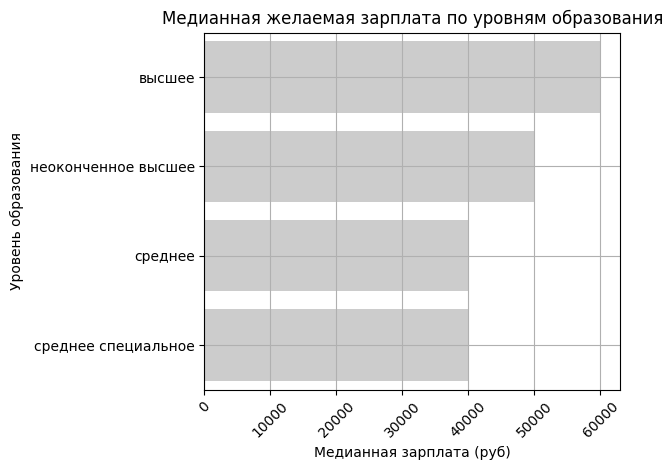 Медианная желаемая зарплата по уровням образования
Уровень образования
высшее
неоконченное высшее
среднее
среднее специальное
0
10000
20000
30000
40000
50000
60000
Медианная зарплата (руб)